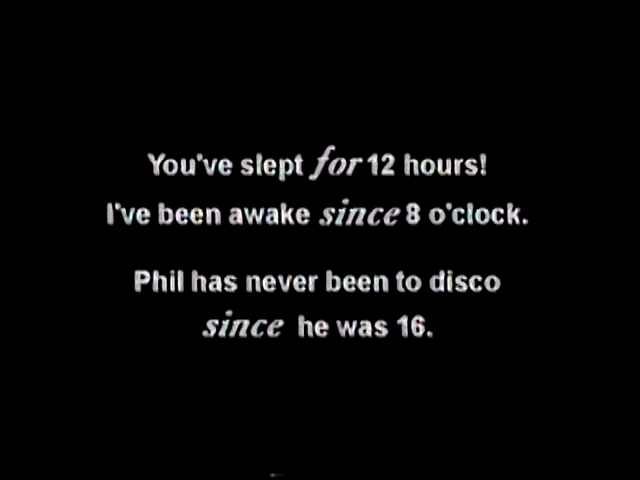 You've slept for 12 hours!
I've been awake since 8 o'clock.
Phil has never been to disco
since he was 16.